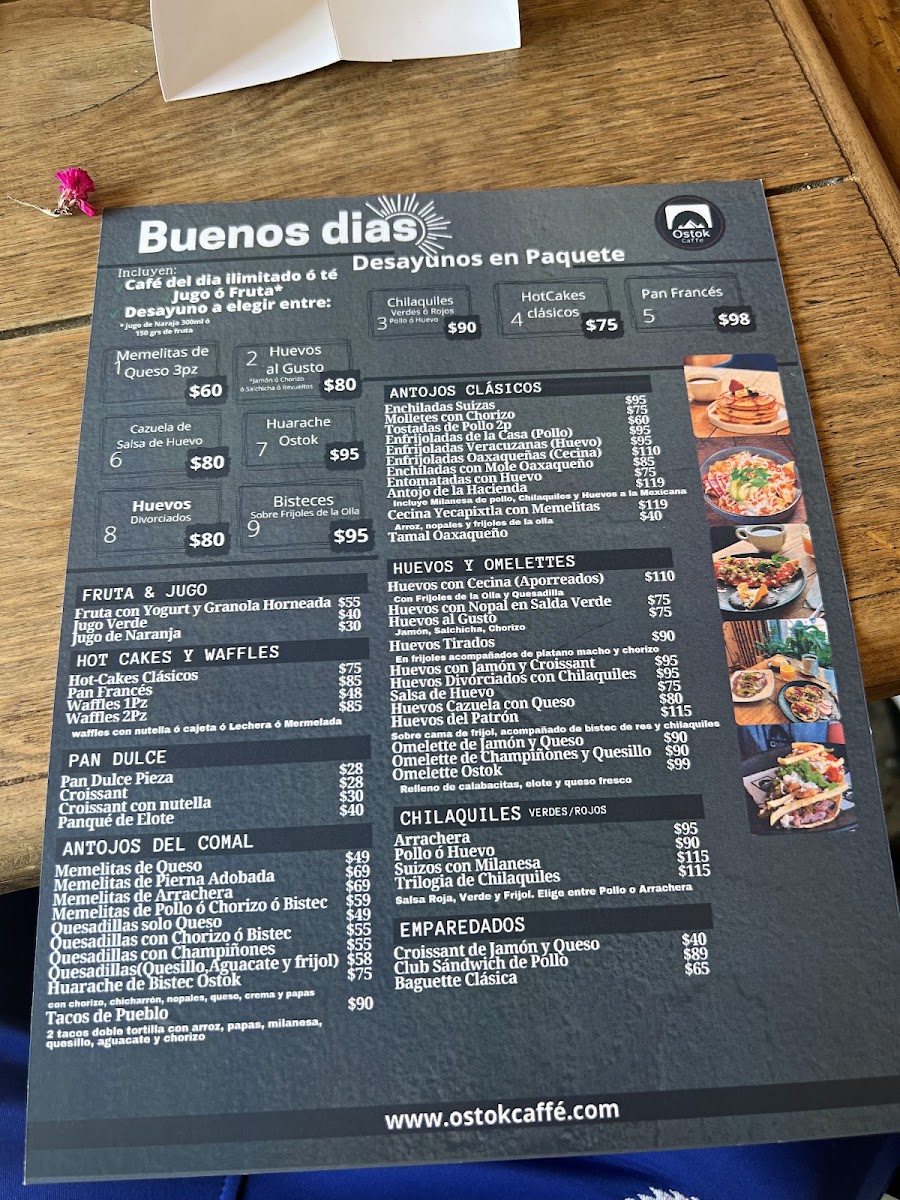 Buenos dias
Ostok
Caffé
Desayunos en Paquete
Incluyen:
Café del dia ilimitado ó té
Jugo ó Fruta*
Desayuno a elegir entre:
* Jugo de Naraja 300ml ó
150 grs de fruta
1 Memelitas de
Queso 3pz
$60
2 Huevos
al Gusto
*Jamón ó Chorizo
ó Salchicha ó Revueltos
$80
3 Chilaquiles
Verdes ó Rojos
Pollo ó Huevo
$90
4 HotCakes
clásicos
$75
5 Pan Francés
$98
6 Cazuela de
Salsa de Huevo
$80
7 Huarache
Ostok
$95
8 Huevos
Divorciados
$80
9 Bisteces
Sobre Frijoles de la Olla
$95
FRUTA & JUGO
Fruta con Yogurt y Granola Horneada $55
Jugo Verde $40
Jugo de Naranja $30
HOT CAKES Y WAFFLES
Hot-Cakes Clásicos $75
Pan Francés $85
Waffles 1Pz $48
Waffles 2Pz $85
waffles con nutella ó cajeta ó Lechera ó Mermelada
PAN DULCE
Pan Dulce Pieza $28
Croissant $28
Croissant con nutella $30
Panqué de Elote $40
ANTOJOS DEL COMAL
Memelitas de Queso $49
Memelitas de Pierna Adobada $69
Memelitas de Arrachera $69
Memelitas de Pollo ó Chorizo ó Bistec $59
Quesadillas solo Queso $49
Quesadillas con Chorizo ó Bistec $55
Quesadillas con Champiñones $55
Quesadillas(Quesillo,Aguacate y frijol) $58
Huarache de Bistec Ostok $75
con chorizo, chicharrón, nopales, queso, crema y papas
Tacos de Pueblo $90
2 tacos doble tortilla con arroz, papas, milanesa,
quesillo, aguacate y chorizo
ANTOJOS CLÁSICOS
Enchiladas Suizas $95
Molletes con Chorizo $75
Tostadas de Pollo 2p $60
Enfrijoladas de la Casa (Pollo) $95
Enfrijoladas Veracruzanas (Huevo) $95
Enfrijoladas Oaxaqueñas (Cecina) $110
Enchiladas con Mole Oaxaqueño $85
Entomatadas con Huevo $75
Antojo de la Hacienda $119
Incluye Milanesa de pollo, Chilaquiles y Huevos a la Mexicana
Cecina Yecapixtla con Memelitas $119
Arroz, nopales y frijoles de la olla
Tamal Oaxaqueño $40
HUEVOS Y OMELETTES
Huevos con Cecina (Aporreados) $110
Con Frijoles de la Olla y Quesadilla
Huevos con Nopal en Salda Verde $75
Huevos al Gusto $75
Jamón, Salchicha, Chorizo
Huevos Tirados $90
En frijoles acompañados de platano macho y chorizo
Huevos con Jamón y Croissant $95
Huevos Divorciados con Chilaquiles $95
Salsa de Huevo $75
Huevos Cazuela con Queso $80
Huevos del Patrón $115
Sobre cama de frijol, acompañado de bistec de res y chilaquiles
Omelette de Jamón y Queso $90
Omelette de Champiñones y Quesillo $90
Omelette Ostok $99
Relleno de calabacitas, elote y queso fresco
CHILAQUILES VERDES/ROJOS
Arrachera $95
Pollo ó Huevo $90
Suizos con Milanesa $115
Trilogia de Chilaquiles $115
Salsa Roja, Verde y Frijol. Elige entre Pollo o Arrachera
EMPAREDADOS
Croissant de Jamón y Queso $40
Club Sándwich de Pollo $89
Baguette Clásica $65
www.ostokcaffé.com